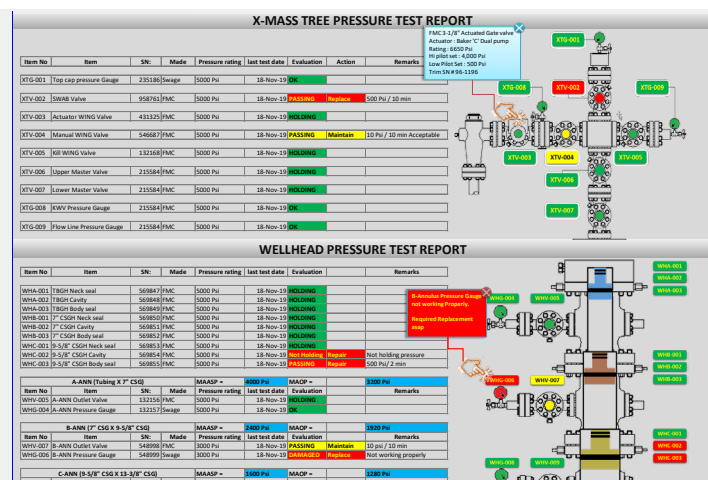 X-MASS TREE PRESSURE TEST REPORT
FMC 3-1/8" Actuated Gate valve
Actuator : Baker 'C' Dual pump
Rating : 6650 Psi
Hi pilot set : 4,000 Psi
Low Pilot Set : 500 Psi
Trim SN # 96-1196
XTG-001
Item No Item SN: Made Pressure rating last test date Evaluation Action Remarks
XTG-001 Top cap pressure Gauge 235186 Swage 5000 Psi 18-Nov-19 OK
XTG-008 XTV-002 XTG-009
XTV-002 SWAB Valve 958761 FMC 5000 Psi 18-Nov-19 PASSING Replace 500 Psi / 10 min
XTV-003 Actuator WING Valve 431325 FMC 5000 Psi 18-Nov-19 HOLDING
XTV-004 Manual WING Valve 546687 FMC 5000 Psi 18-Nov-19 PASSING Maintain 10 Psi / 10 min Acceptable
XTV-005 Kill WING Valve 132168 FMC 5000 Psi 18-Nov-19 HOLDING
XTV-003 XTV-004 XTV-005
XTV-006 Upper Master Valve 215584 FMC 5000 Psi 18-Nov-19 HOLDING
XTV-006
XTV-007 Lower Master Valve 215584 FMC 5000 Psi 18-Nov-19 HOLDING
XTG-008 KWV Pressure Gauge 215584 FMC 5000 Psi 18-Nov-19 OK
XTV-007
XTG-009 Flow Line Pressure Gauge 215584 FMC 5000 Psi 18-Nov-19 OK
WELLHEAD PRESSURE TEST REPORT
Item No Item SN: Made Pressure rating last test date Evaluation Remarks
WHA-001
WHA-002
WHA-003
WHA-001 TBGH Neck seal 569847 FMC 5000 Psi 18-Nov-19 HOLDING
WHA-002 TBGH Cavity 569848 FMC 5000 Psi 18-Nov-19 HOLDING
WHA-003 TBGH Body seal 569849 FMC 5000 Psi 18-Nov-19 HOLDING
WHB-001 7" CSGH Neck seal 569850 FMC 5000 Psi 18-Nov-19 HOLDING
WHB-002 7" CSGH Cavity 569851 FMC 5000 Psi 18-Nov-19 HOLDING
WHB-003 7" CSGH Body seal 569852 FMC 5000 Psi 18-Nov-19 HOLDING
WHC-001 9-5/8" CSGH Neck seal 569853 FMC 5000 Psi 18-Nov-19 HOLDING
WHC-002 9-5/8" CSGH Cavity 569854 FMC 5000 Psi 18-Nov-19 Not Holding Repair Not holding pressure
WHC-003 9-5/8" CSGH Body seal 569855 FMC 5000 Psi 18-Nov-19 PASSING Repair 500 Psi/ 2 min
B-Annulus Pressure Gauge
not working Properly.
Required Replacement
asap
WHG-004 WHV-005
WHB-001
WHB-002
WHB-003
A-ANN (Tubing X 7" CSG) MAASP = 4000 Psi MAOP = 3200 Psi
Item No Item SN: Made Pressure rating last test date Evaluation Remarks
WHV-005 A-ANN Outlet Valve 132156 FMC 5000 Psi 18-Nov-19 HOLDING
WHG-004 A-ANN Pressure Gauge 132157 Swage 5000 Psi 18-Nov-19 OK
WHG-006 WHV-007
B-ANN (7" CSG X 9-5/8" CSG) MAASP = 2400 Psi MAOP = 1920 Psi
Item No Item SN: Made Pressure rating last test date Evaluation Remarks
WHV-007 B-ANN Outlet Valve 548998 FMC 3000 Psi 18-Nov-19 PASSING Maintain 10 psi / 10 min
WHG-006 B-ANN Pressure Gauge 548999 Swage 3000 Psi 18-Nov-19 DAMAGED Replace Not working properly
WHC-001
WHC-002
WHC-003
WHG-008 WHV-009
C-ANN (9-5/8" CSG X 13-3/8" CSG) MAASP = 1600 Psi MAOP = 1280 Psi